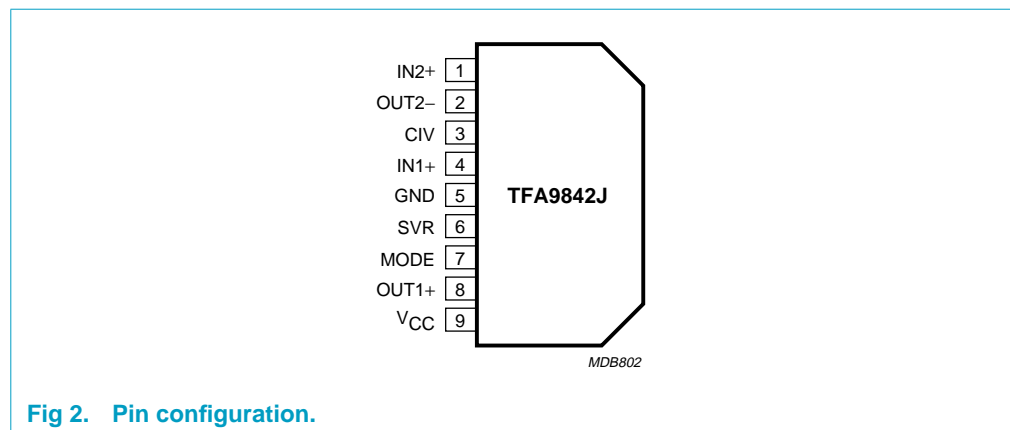 IN2+ 1
OUT2− 2
CIV 3
IN1+ 4
GND 5
SVR 6
MODE 7
OUT1+ 8
VCC 9
TFA9842J
MDB802
Fig 2. Pin configuration.